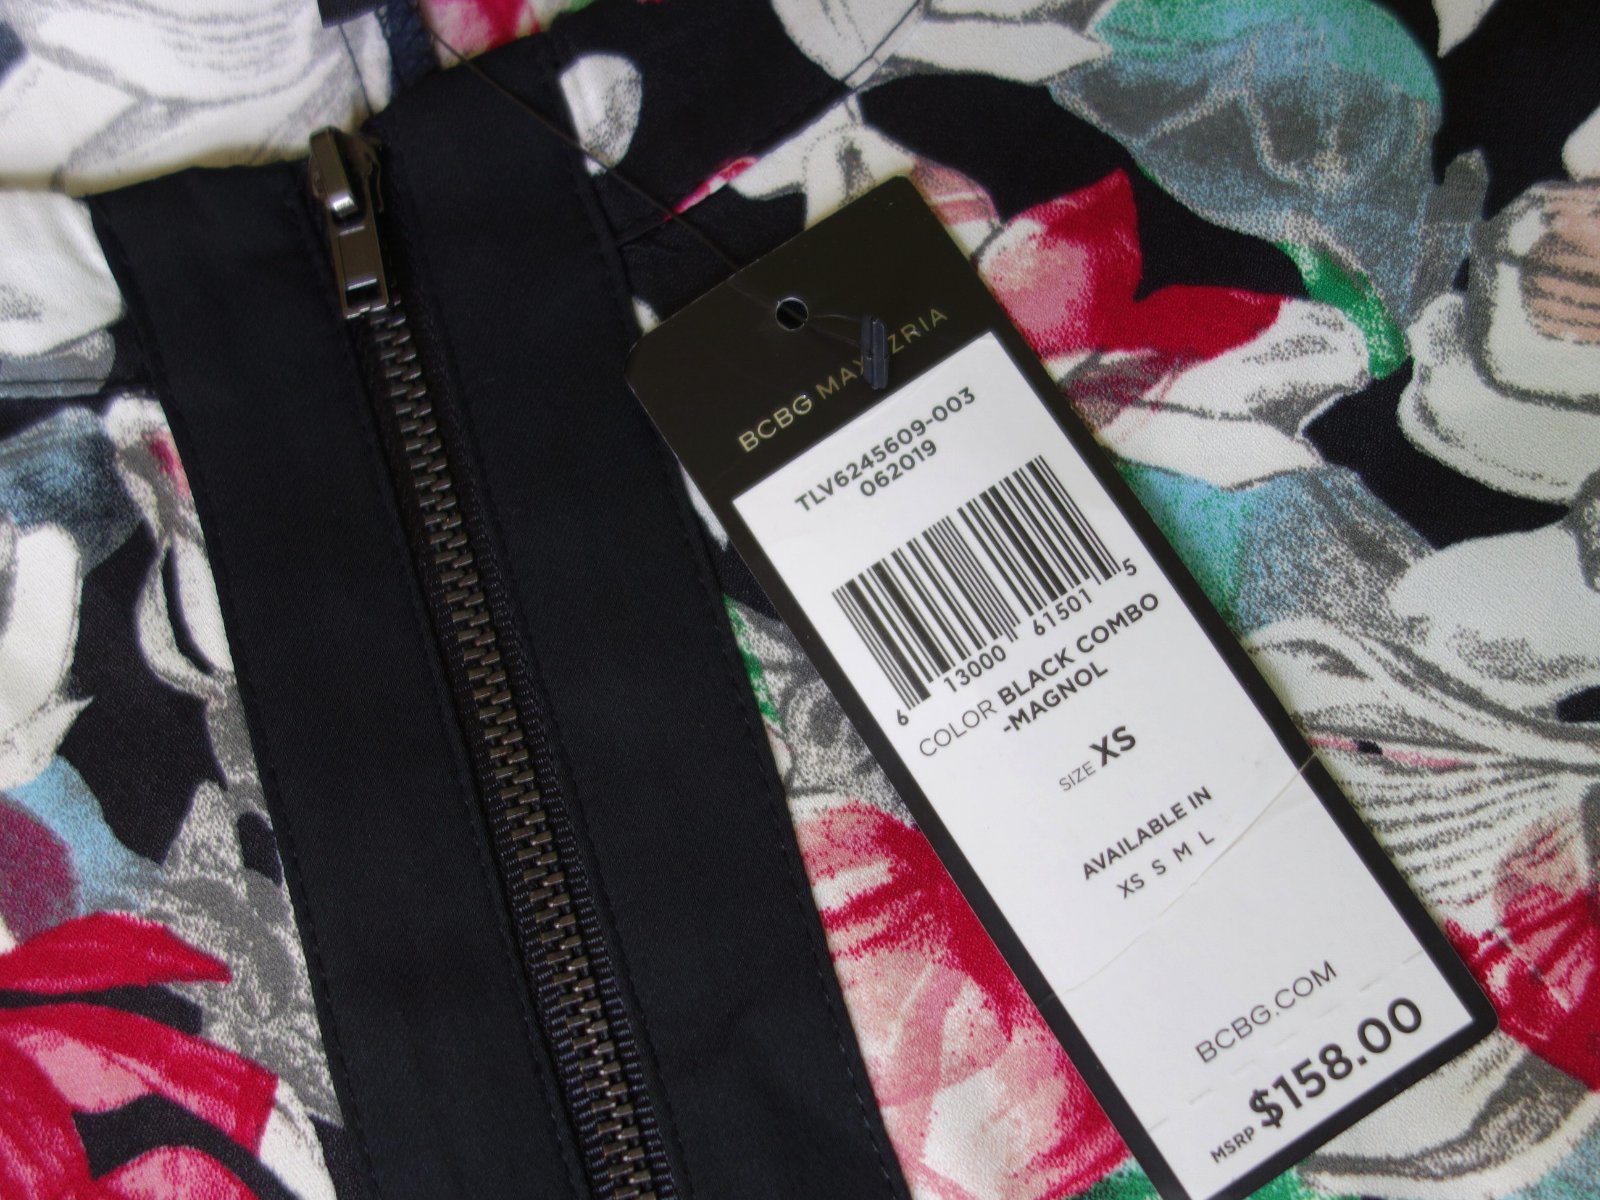 BCBG MAXAZRIA
TLV6245609-003
062019
6 13000 61501 5
COLOR BLACK COMBO
-MAGNOL
SIZE XS
AVAILABLE IN
XS S M L
BCBG.COM
MSRP $158.00